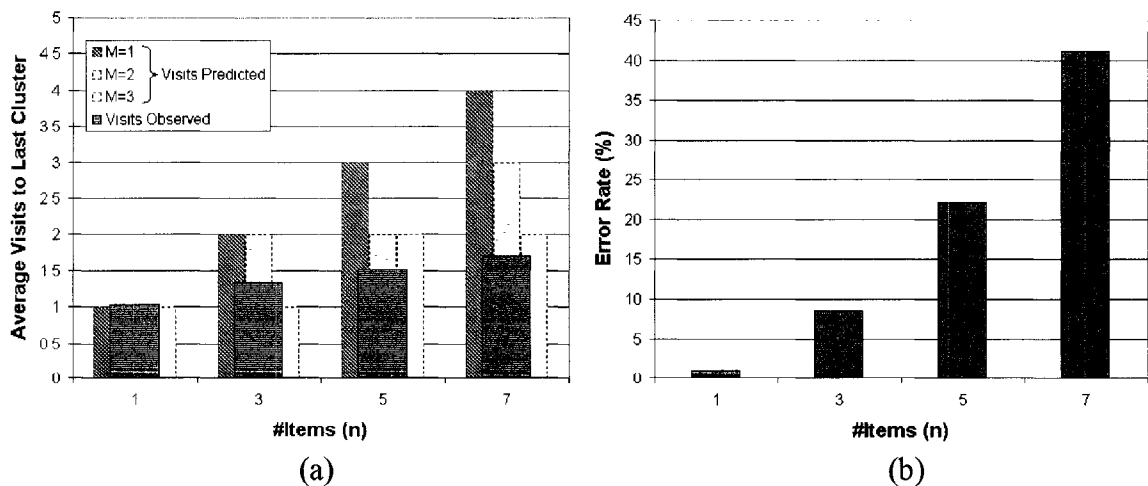 Average Visits to Last Cluster
5
4 5
4
3.5
3
2.5
2
1.5
1
0 5
0
M=1
M=2
M=3
Visits Predicted
Visits Observed
1 3 5 7
#Items (n)
(a)
Error Rate (%)
45
40
35
30
25
20
15
10
5
0
1 3 5 7
#Items (n)
(b)